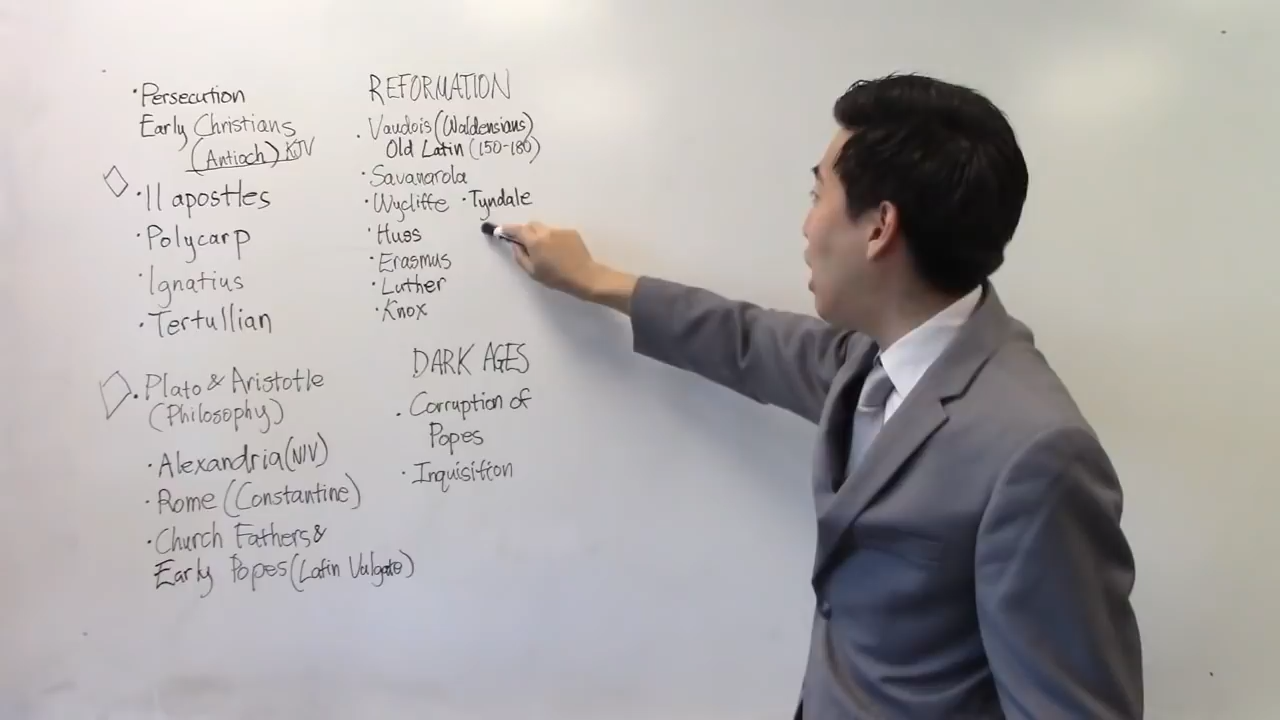 ·Persecution
Early Christians
(Antioch) KJV
·11 apostles
·Polycarp
·Ignatius
·Tertullian
·Plato & Aristotle
(Philosophy)
·Alexandria (NIV)
·Rome (Constantine)
·Church Fathers &
Early Popes (Latin Vulgate)
REFORMATION
·Vaudois (Waldensians)
Old Latin (150-180)
·Savanarola
·Wycliffe ·Tyndale
·Huss
·Erasmus
·Luther
·Knox
DARK AGES
·Corruption of
Popes
·Inquisition